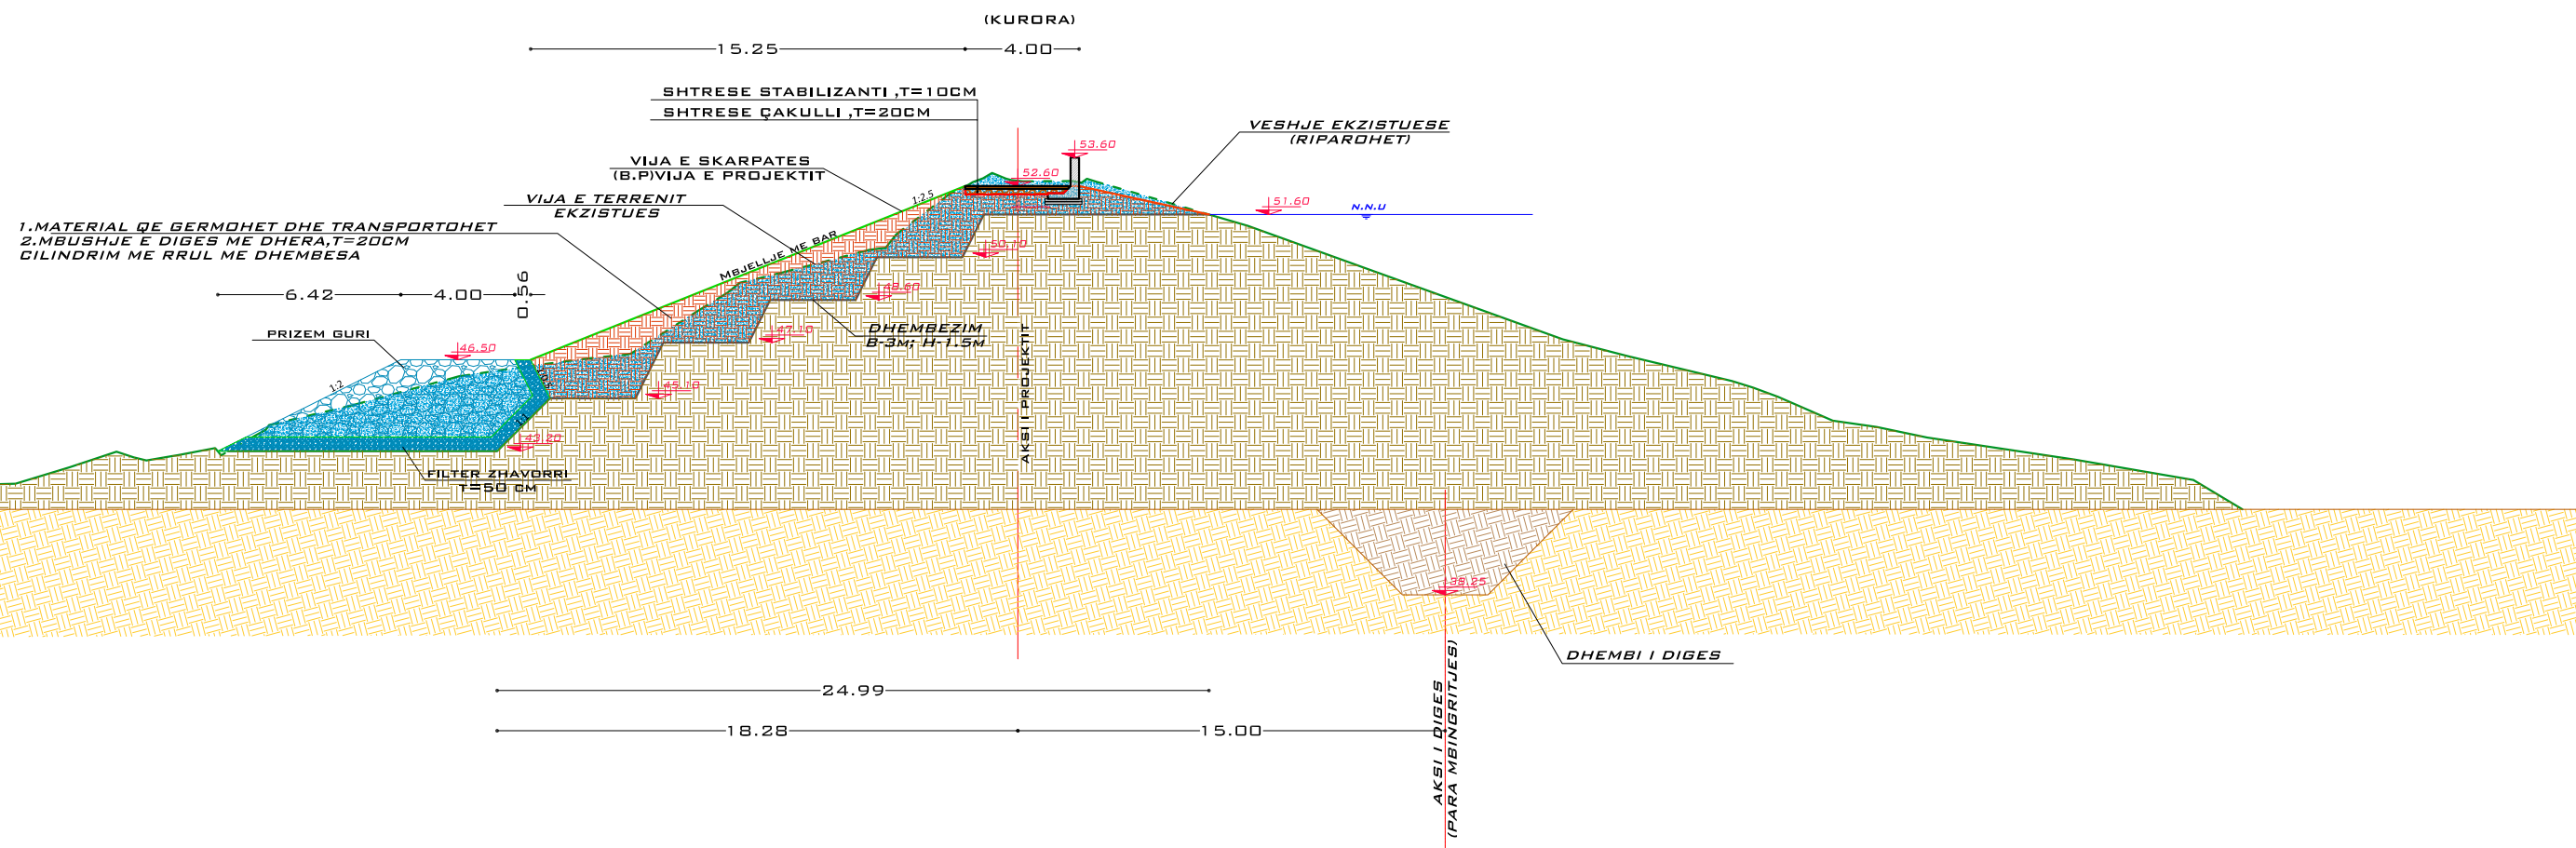 (KURORA)
15.25
4.00
SHTRESE STABILIZANTI ,T=10CM
SHTRESE ÇAKULLI ,T=20CM
VESHJE EKZISTUESE
(RIPAROHET)
53.60
VIJA E SKARPATES
(B.P)VIJA E PROJEKTIT
52.60
1:2.5
VIJA E TERRENIT
EKZISTUES
51.60
N.N.U
1.MATERIAL QE GERMOHET DHE TRANSPORTOHET
2.MBUSHJE E DIGES ME DHERA,T=20CM
CILINDRIM ME RRUL ME DHEMBESA
MBJELLJE ME BAR
50.10
6.42
4.00
0.56
48.60
PRIZEM GURI
47.10
DHEMBEZIM
B-3M; H-1.5M
46.50
AKSI I PROJEKTIT
1:2
45.10
43.20
FILTER ZHAVORRI
T=50 CM
38.25
DHEMBI I DIGES
24.99
18.28
15.00
AKSI I DIGES
(PARA MBINGRITJES)